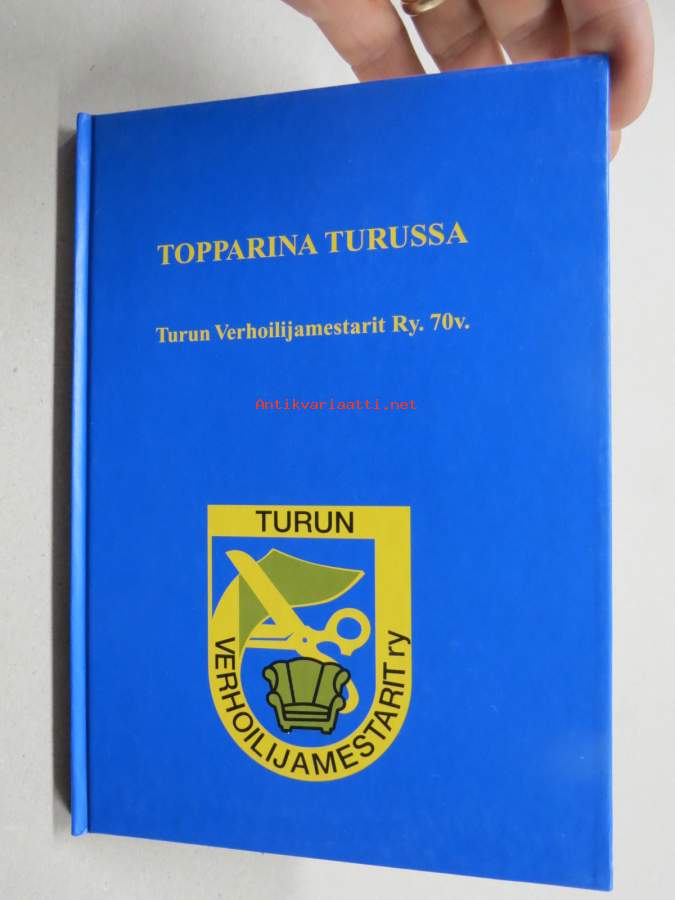 TOPPARINA TURUSSA
Turun Verhoilijamestarit Ry. 70v.
Antikvariaatti.net
TURUN
VERHOILIJAMESTARIT ry